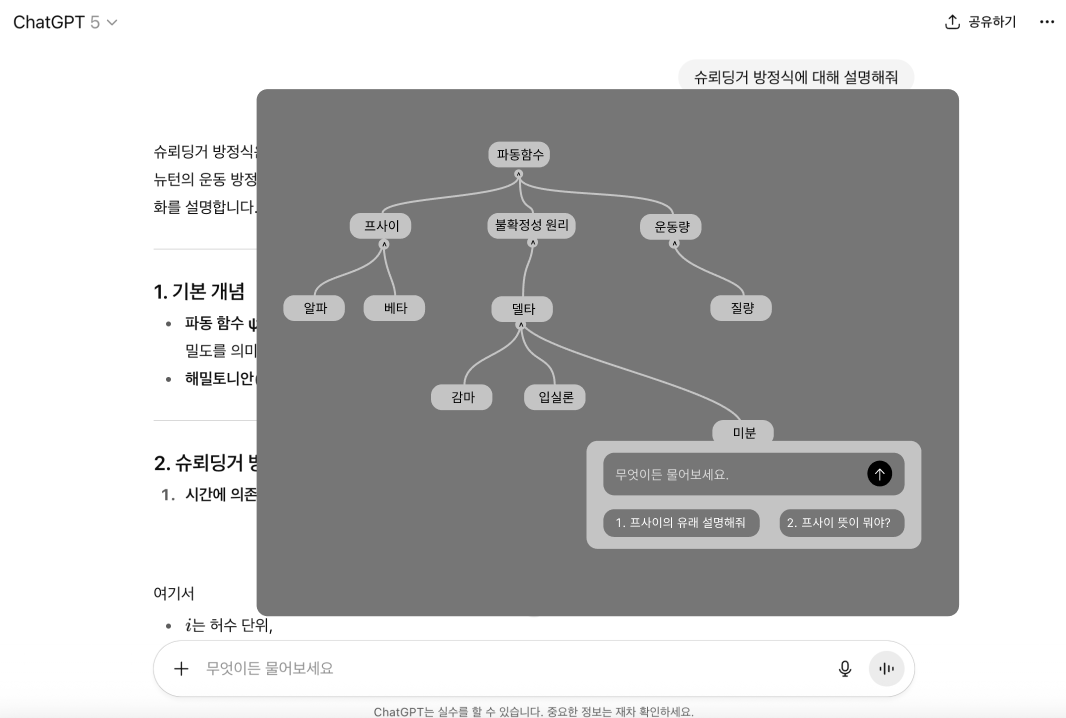 ChatGPT 5
공유하기
슈뢰딩거 방정식에 대해 설명해줘
슈뢰딩거 방정식은
뉴턴의 운동 방정
화를 설명합니다.
1. 기본 개념
• 파동 함수 ψ
밀도를 의미
• 해밀토니안
2. 슈뢰딩거 방
1. 시간에 의존
여기서
• i는 허수 단위,
파동함수
프사이
불확정성 원리
운동량
알파
베타
델타
질량
감마
입실론
미분
무엇이든 물어보세요.
1. 프사이의 유래 설명해줘
2. 프사이 뜻이 뭐야?
무엇이든 물어보세요
ChatGPT는 실수를 할 수 있습니다. 중요한 정보는 재차 확인하세요.